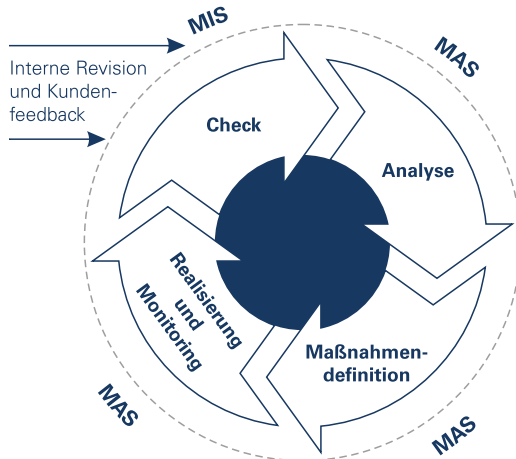 MIS
MAS
Interne Revision
und Kunden-
feedback
Check
Analyse
Realisierung
und
Monitoring
Maßnahmen-
definition
MAS
MAS